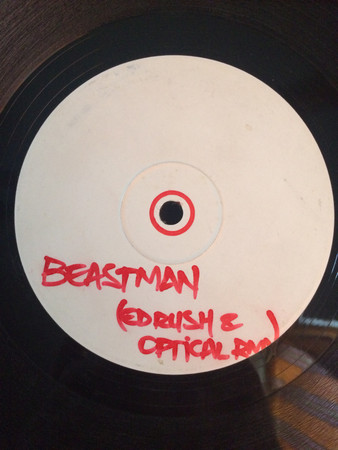 BEASTMAN
(ED RUSH &
OPTICAL RMX)